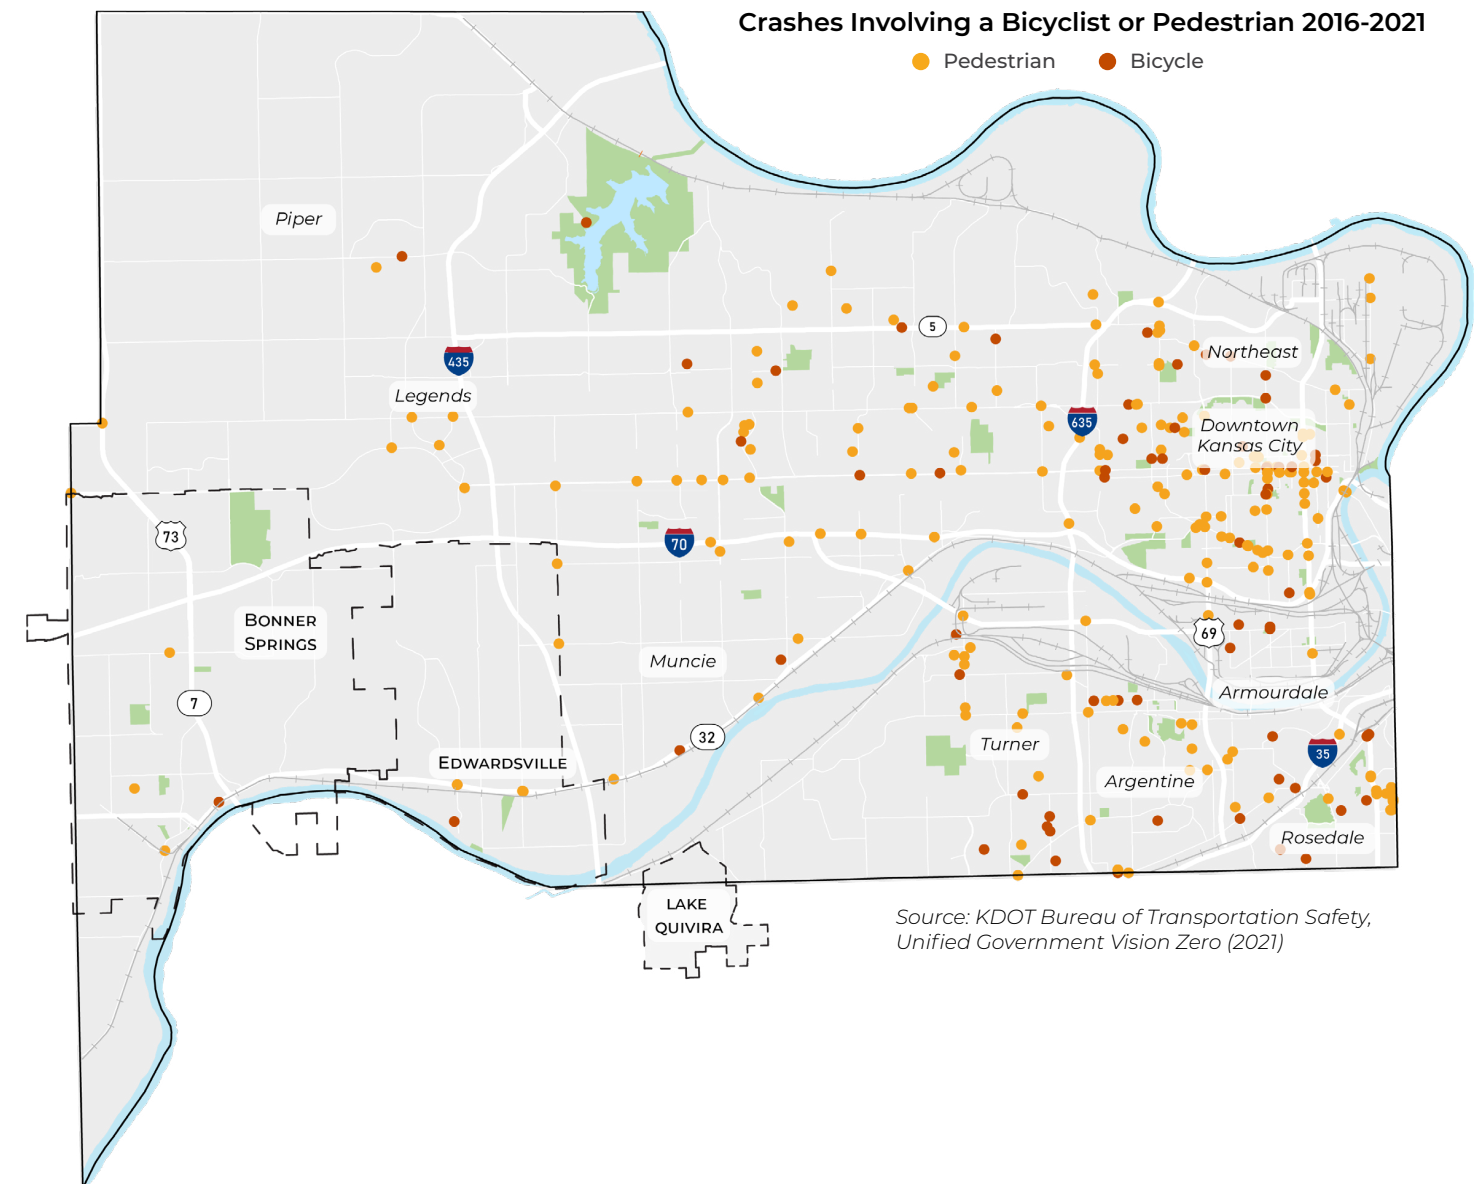 Crashes Involving a Bicyclist or Pedestrian 2016-2021
Pedestrian
Bicycle
Piper
5
Northeast
435
Legends
635
Downtown
Kansas City
73
70
BONNER
SPRINGS
69
Muncie
7
Armourdale
32
Turner
35
EDWARDSVILLE
Argentine
Rosedale
LAKE
QUIVIRA
Source: KDOT Bureau of Transportation Safety,
Unified Government Vision Zero (2021)